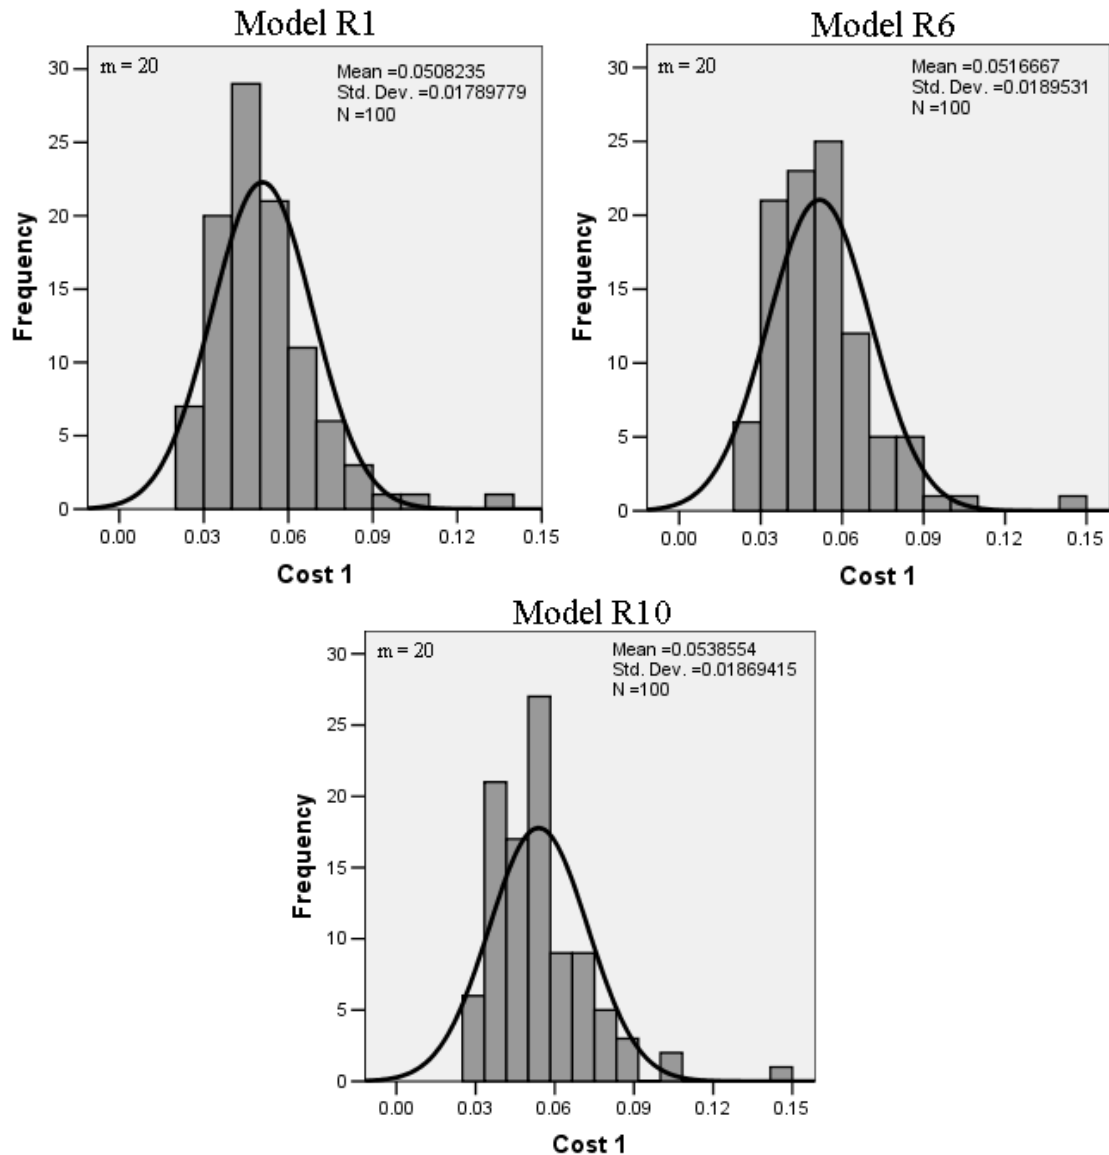 Model R1
m = 20
Mean =0.0508235
Std. Dev. =0.01789779
N =100
30
25
20
15
10
5
0
Frequency
0.00 0.03 0.06 0.09 0.12 0.15
Cost 1
Model R6
m = 20
Mean =0.0516667
Std. Dev. =0.0189531
N =100
30
25
20
15
10
5
0
Frequency
0.00 0.03 0.06 0.09 0.12 0.15
Cost 1
Model R10
m = 20
Mean =0.0538554
Std. Dev. =0.01869415
N =100
30
25
20
15
10
5
0
Frequency
0.00 0.03 0.06 0.09 0.12 0.15
Cost 1